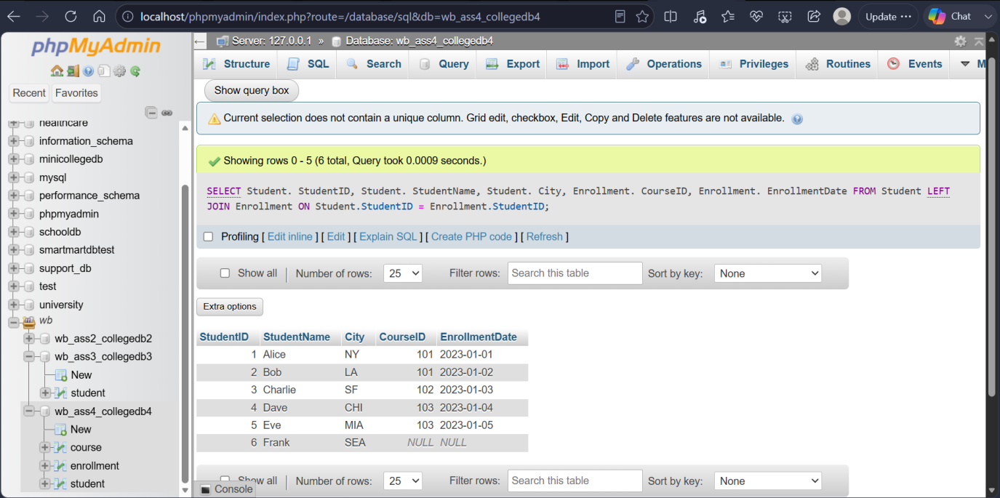 localhost/phpmyadmin/index.php?route=/database/sql&db=wb_ass4_collegedb4
Update
Chat
phpMyAdmin
Recent
Favorites
healthcare
information_schema
minicollegedb
mysql
performance_schema
phpmyadmin
schooldb
smartmartdbtest
support_db
test
university
wb
wb_ass2_collegedb2
wb_ass3_collegedb3
New
student
wb_ass4_collegedb4
New
course
enrollment
student
Server: 127.0.0.1 » Database: wb_ass4_collegedb4
Structure SQL Search Query Export Import Operations Privileges Routines Events M
Show query box
Current selection does not contain a unique column. Grid edit, checkbox, Edit, Copy and Delete features are not available.
Showing rows 0 - 5 (6 total, Query took 0.0009 seconds.)
SELECT Student. StudentID, Student. StudentName, Student. City, Enrollment. CourseID, Enrollment. EnrollmentDate FROM Student LEFT
JOIN Enrollment ON Student.StudentID = Enrollment.StudentID;
Profiling [ Edit inline ] [ Edit ] [ Explain SQL ] [ Create PHP code ] [ Refresh ]
Show all | Number of rows: 25 Filter rows: Search this table Sort by key: None
Extra options
StudentID StudentName City CourseID EnrollmentDate
1 Alice NY 101 2023-01-01
2 Bob LA 101 2023-01-02
3 Charlie SF 102 2023-01-03
4 Dave CHI 103 2023-01-04
5 Eve MIA 103 2023-01-05
6 Frank SEA NULL NULL
Show all | Number of rows: 25 Filter rows: Search this table Sort by key: None
Console